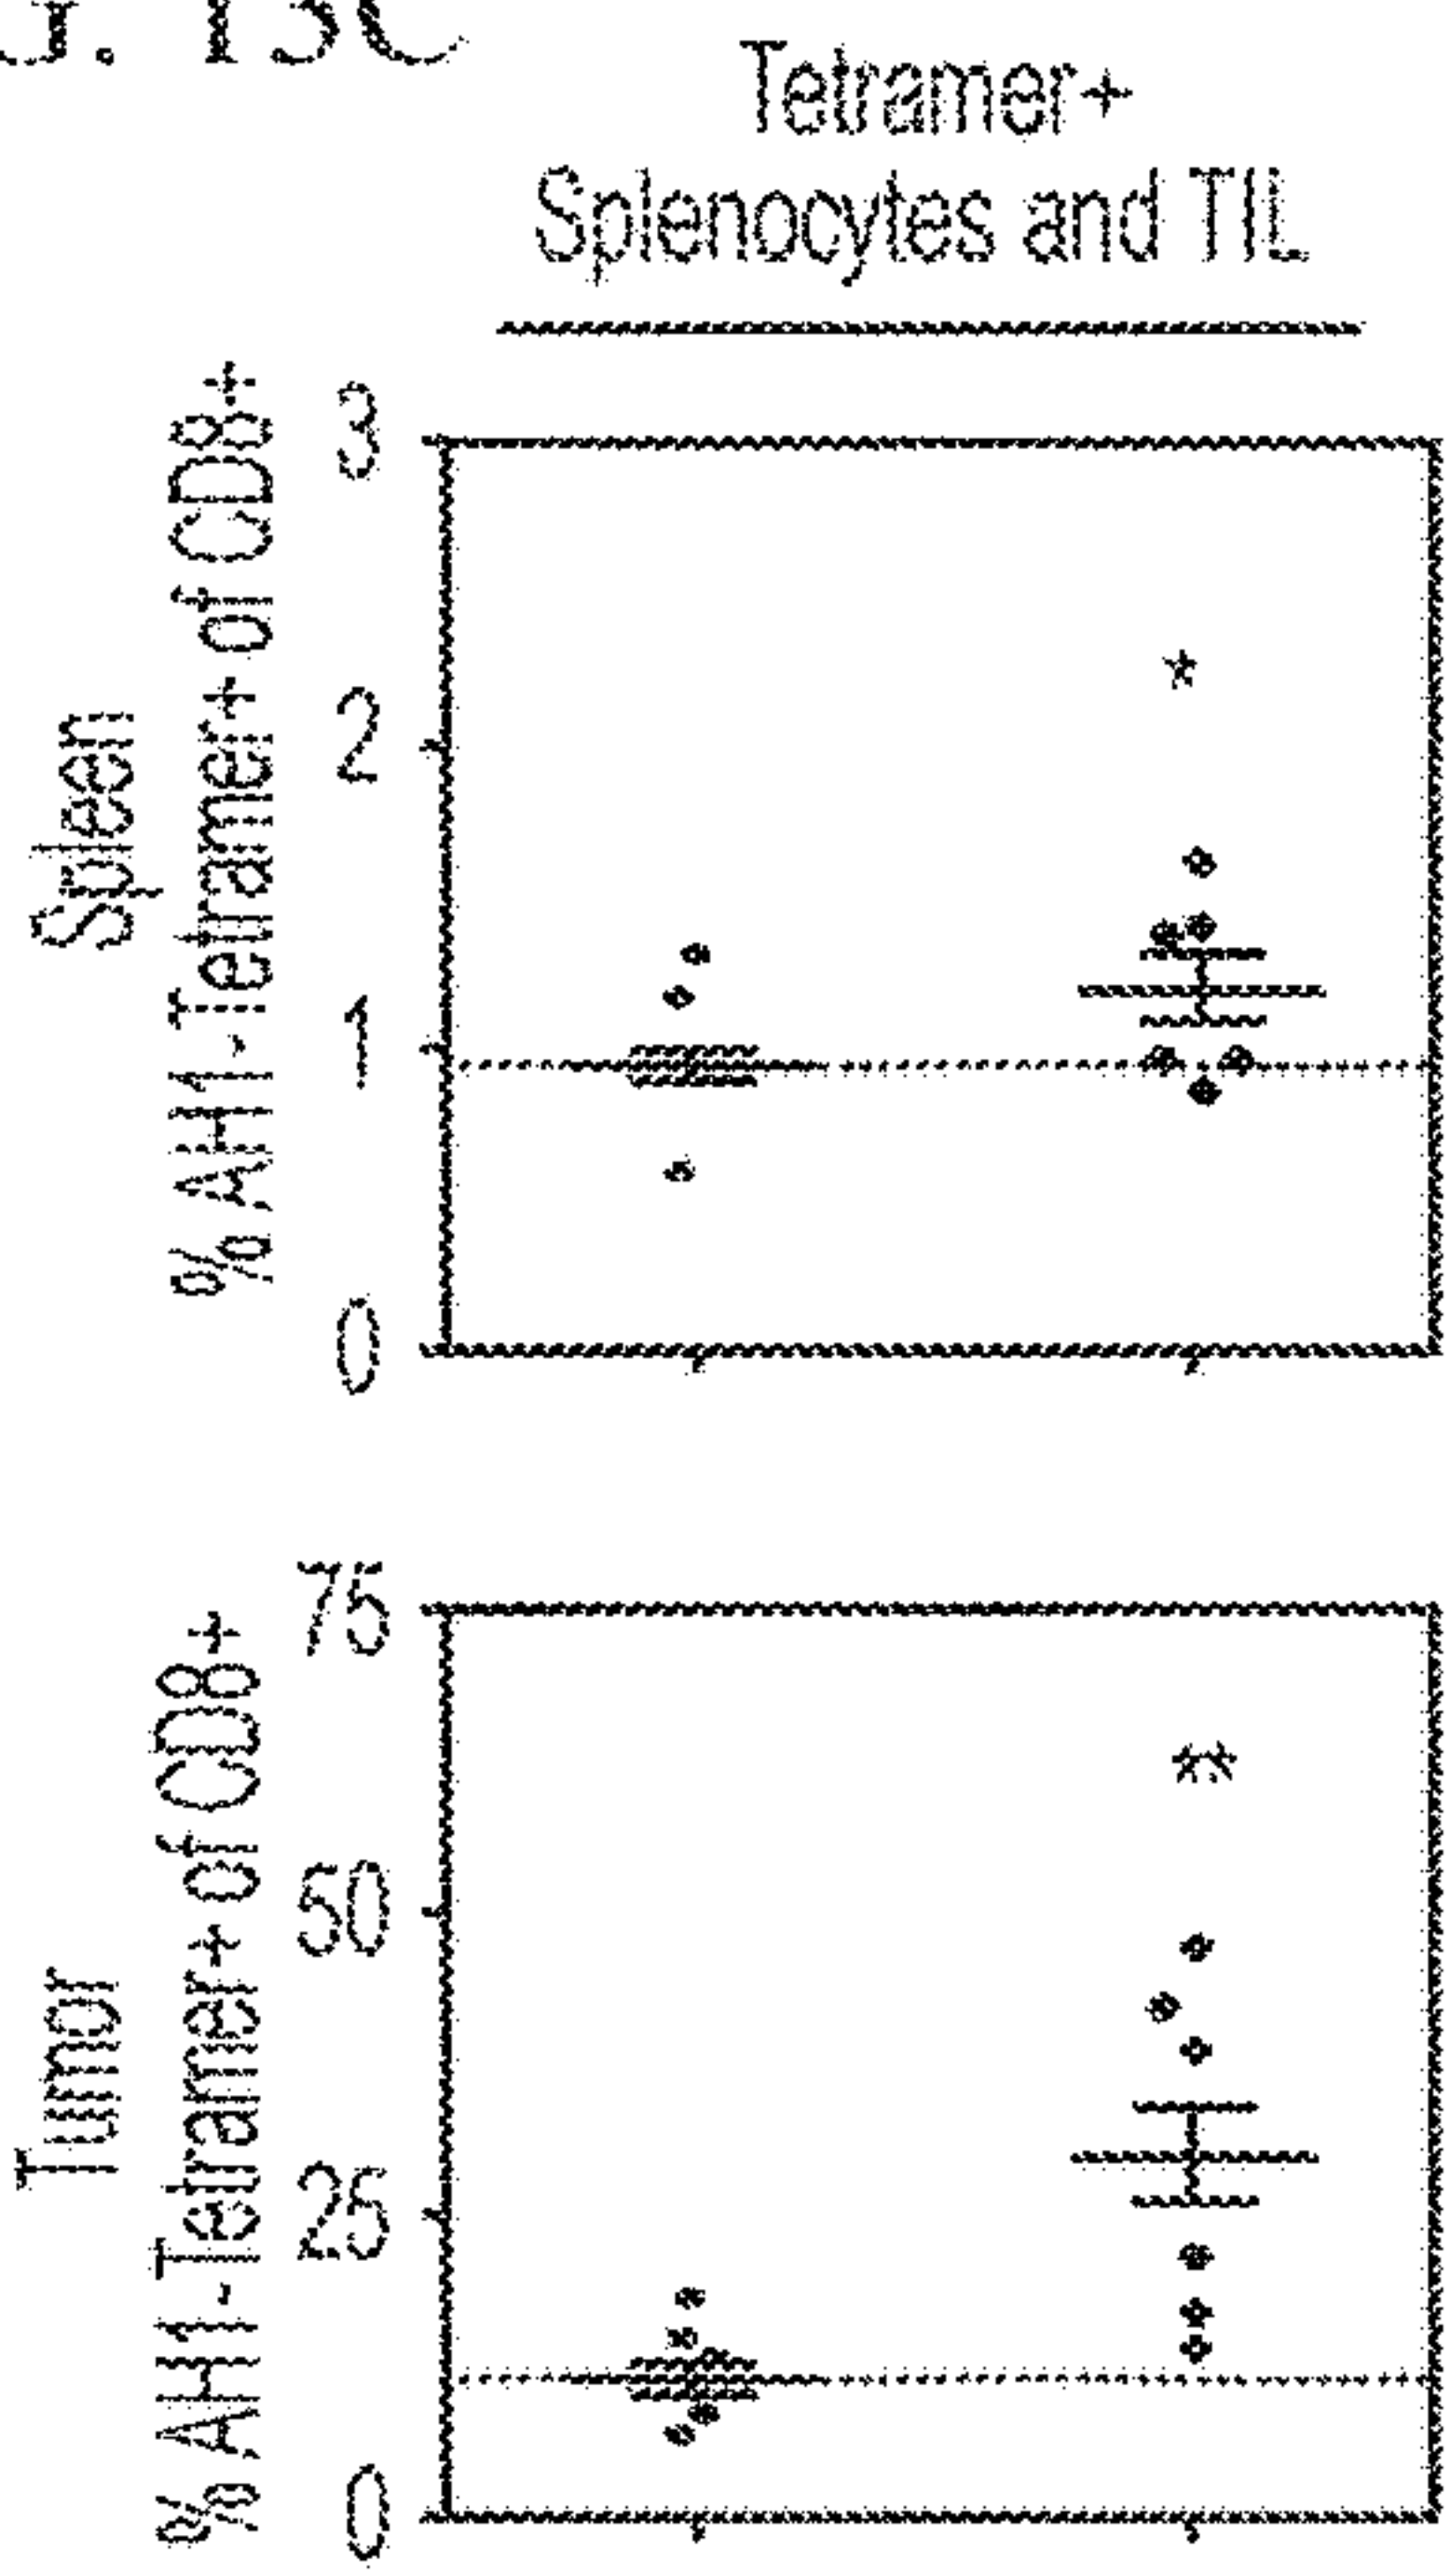 G. 13C
Tetramer+
Splenocytes and TIL
Spleen
% AH1-Tetramer+ of CD8+
3
2
1
0
*
Tumor
% AH1-Tetramer+ of CD8+
75
50
25
0
**